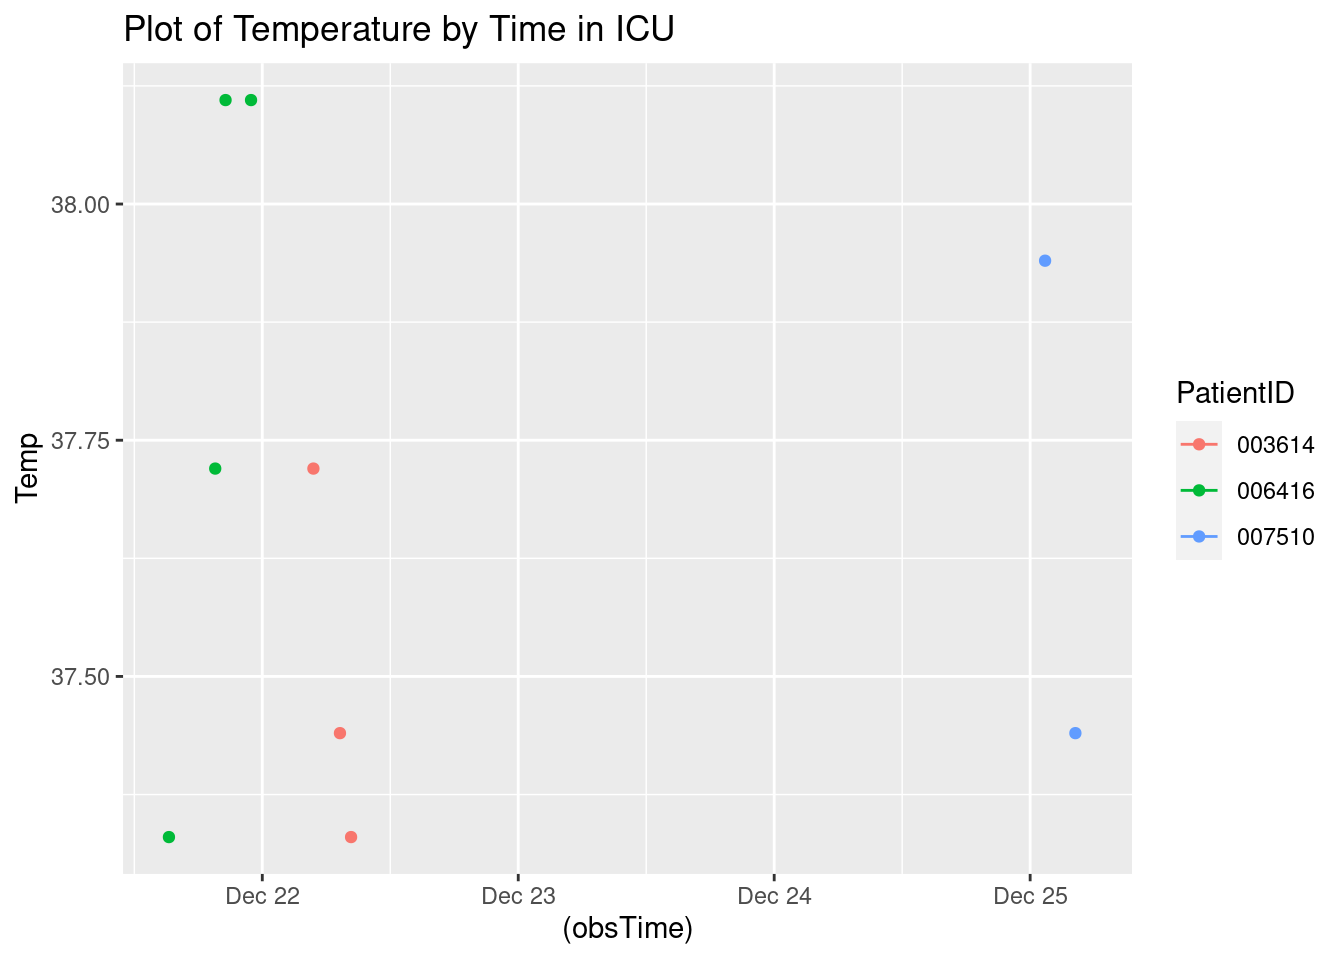 Plot of Temperature by Time in ICU
38.00
37.75
37.50
Temp
Dec 22
Dec 23
Dec 24
Dec 25
(obsTime)
PatientID
003614
006416
007510